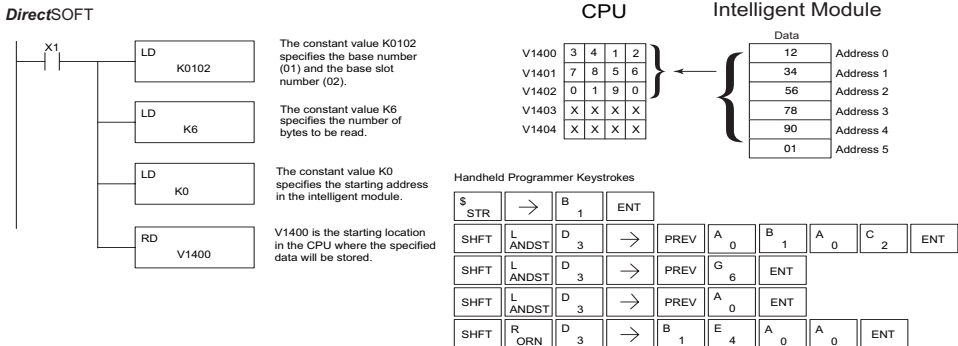 DirectSOFT
X1
LD
K0102
The constant value K0102
specifies the base number
(01) and the base slot
number (02).
LD
K6
The constant value K6
specifies the number of
bytes to be read.
LD
K0
The constant value K0
specifies the starting address
in the intelligent module.
RD
V1400
V1400 is the starting location
in the CPU where the specified
data will be stored.
CPU
Intelligent Module
Data
V1400 3 4 1 2
V1401 7 8 5 6
V1402 0 1 9 0
V1403 X X X X
V1404 X X X X
12 Address 0
34 Address 1
56 Address 2
78 Address 3
90 Address 4
01 Address 5
Handheld Programmer Keystrokes
$ STR → B 1 ENT
SHFT L ANDST D 3 → PREV A 0 B 1 A 0 C 2 ENT
SHFT L ANDST D 3 → PREV G 6 ENT
SHFT L ANDST D 3 → PREV A 0 ENT
SHFT R ORN D 3 → B 1 E 4 A 0 A 0 ENT